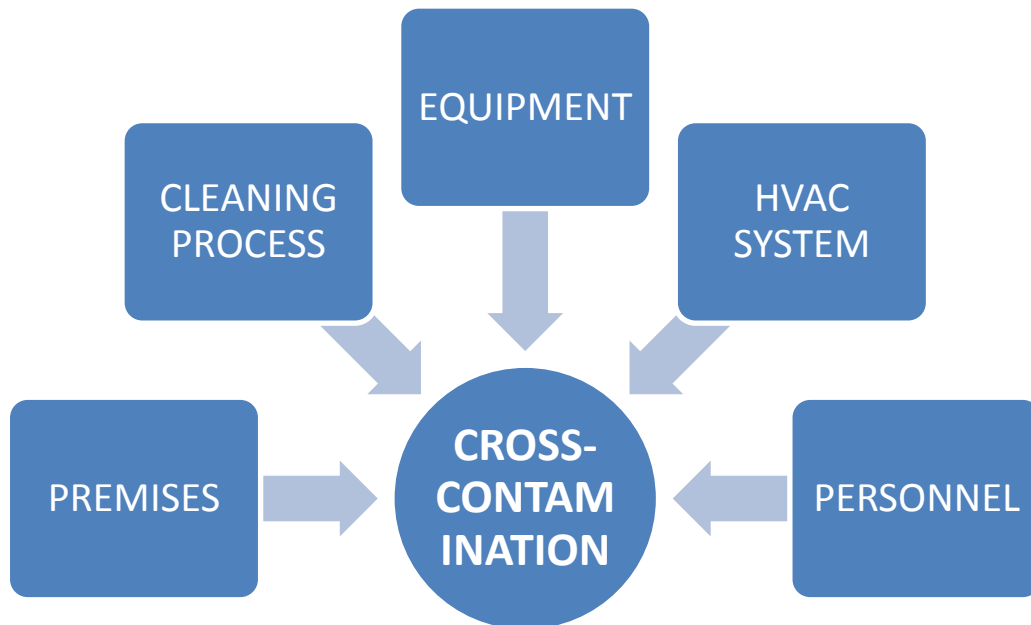 EQUIPMENT
CLEANING
PROCESS
HVAC
SYSTEM
PREMISES
CROSS-
CONTAM
INATION
PERSONNEL